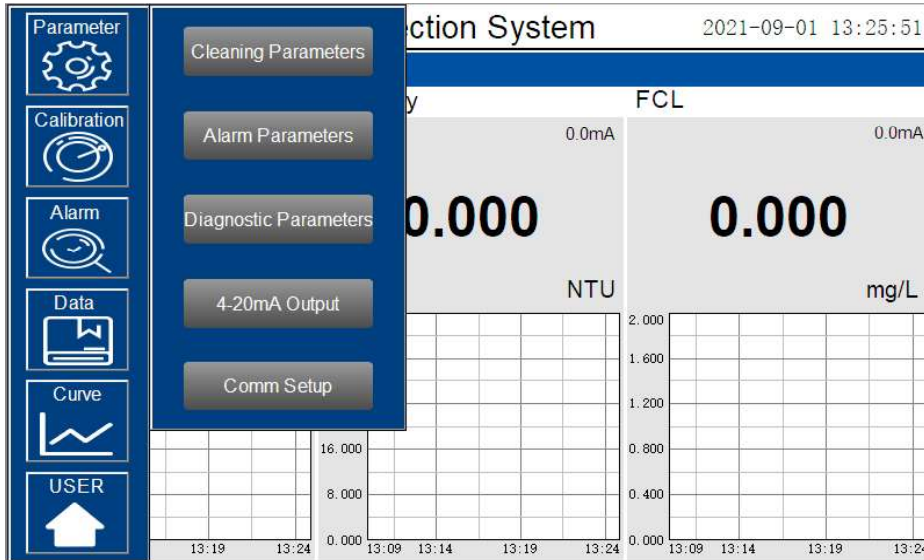 Parameter
Calibration
Alarm
Data
Curve
USER
Cleaning Parameters
Alarm Parameters
Diagnostic Parameters
4-20mA Output
Comm Setup
ction System
2021-09-01 13:25:51
y
FCL
0.0mA
0.0mA
0.000
0.000
NTU
mg/L
16.000
8.000
0.000
2.000
1.600
1.200
0.800
0.400
0.000
13:19 13:24
13:09 13:14 13:19 13:24
13:09 13:14 13:19